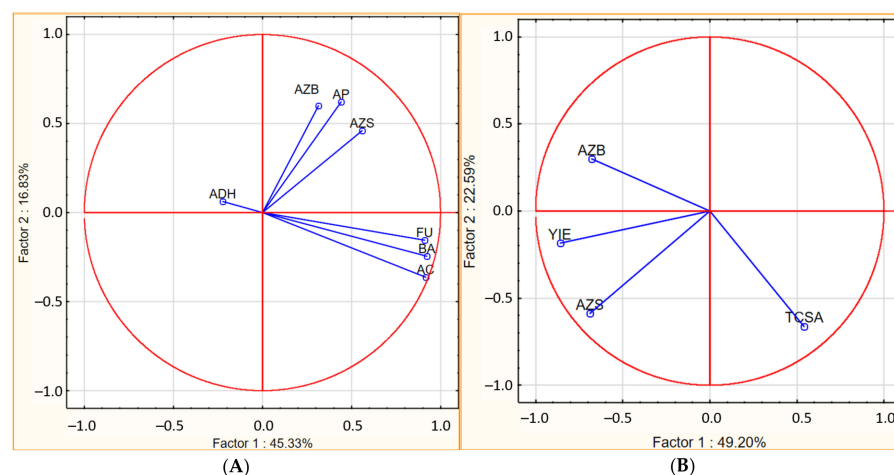 1.0
0.5
0.0
−0.5
−1.0
−1.0
−0.5
0.0
0.5
1.0
Factor 2 : 16.83%
Factor 1 : 45.33%
AZB
AP
AZS
ADH
FU
BA
AC
(A)
1.0
0.5
0.0
−0.5
−1.0
−1.0
−0.5
0.0
0.5
1.0
Factor 2 : 22.59%
Factor 1 : 49.20%
AZB
YIE
AZS
TCSA
(B)